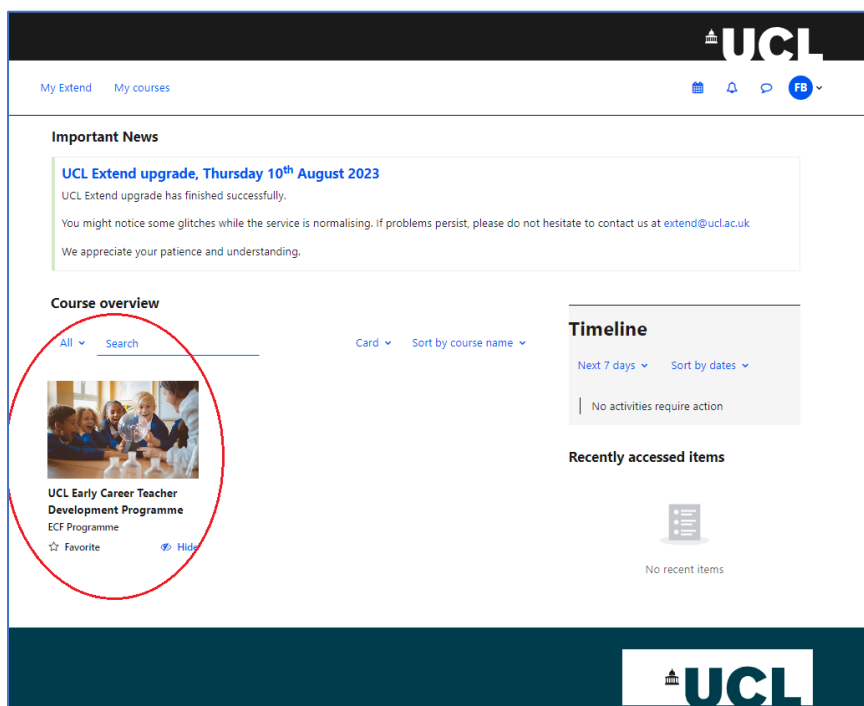 UCL
My Extend My courses
FB
Important News
UCL Extend upgrade, Thursday 10th August 2023
UCL Extend upgrade has finished successfully.
You might notice some glitches while the service is normalising. If problems persist, please do not hesitate to contact us at extend@ucl.ac.uk
We appreciate your patience and understanding.
Course overview
All Search Card Sort by course name
UCL Early Career Teacher
Development Programme
ECF Programme
Favorite Hide
Timeline
Next 7 days Sort by dates
No activities require action
Recently accessed items
No recent items
UCL